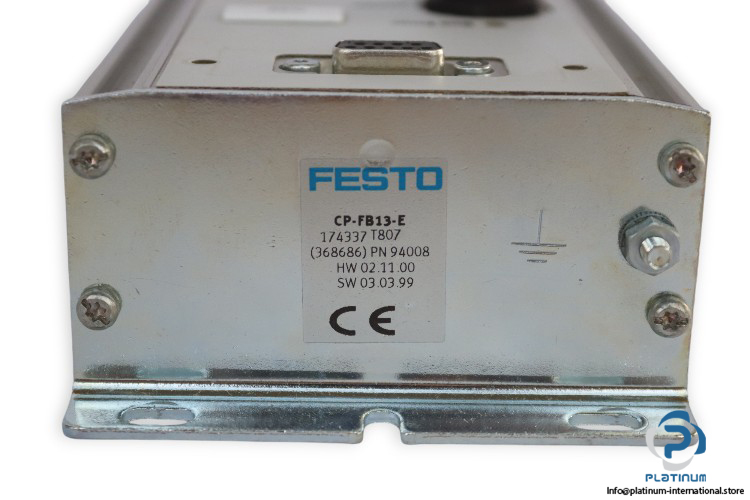 FESTO
CP-FB13-E
174337 T807
(368686) PN 94008
HW 02.11.00
SW 03.03.99
CE
PLATINUM
Info@platinum-international.store